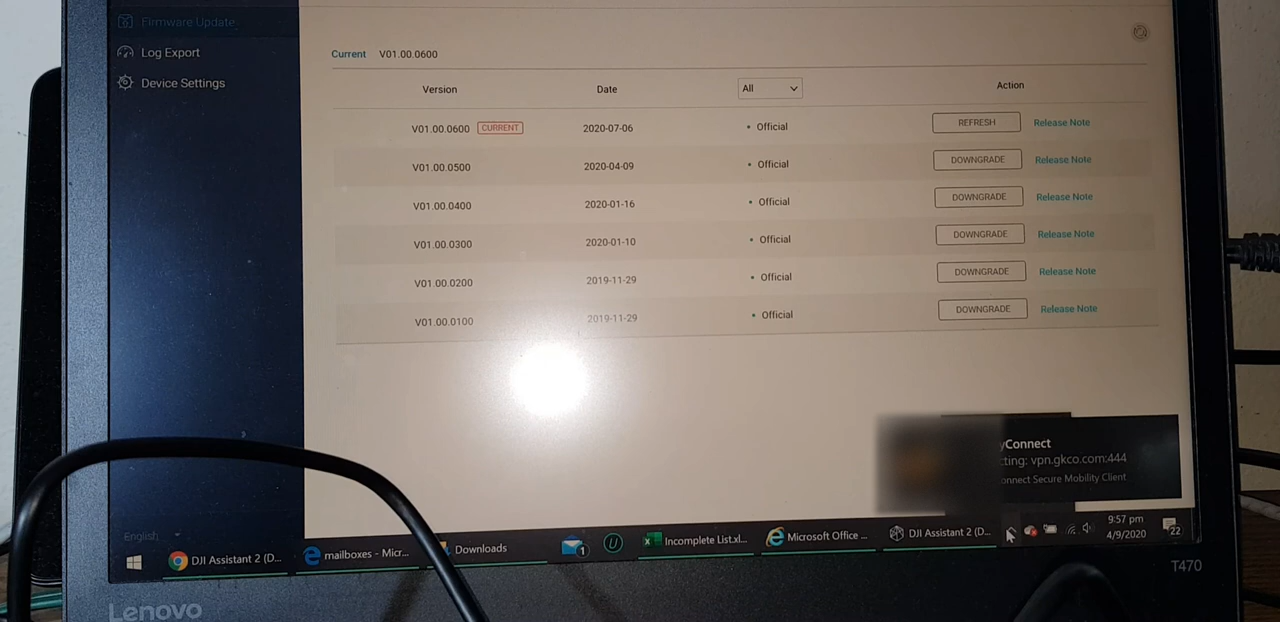 Firmware Update
Log Export
Device Settings
Current V01.00.0600
Version Date All Action
V01.00.0600 CURRENT 2020-07-06 • Official REFRESH Release Note
V01.00.0500 2020-04-09 • Official DOWNGRADE Release Note
V01.00.0400 2020-01-16 • Official DOWNGRADE Release Note
V01.00.0300 2020-01-10 • Official DOWNGRADE Release Note
V01.00.0200 2019-11-29 • Official DOWNGRADE Release Note
V01.00.0100 2019-11-29 • Official DOWNGRADE Release Note
yConnect
cting: vpn.gkco.com:444
onnect Secure Mobility Client
English
DJI Assistant 2 (D... mailboxes - Micr... Downloads 1 Incomplete List.xl... Microsoft Office ... DJI Assistant 2 (D... 9:57 pm
4/9/2020 22
T470
Lenovo